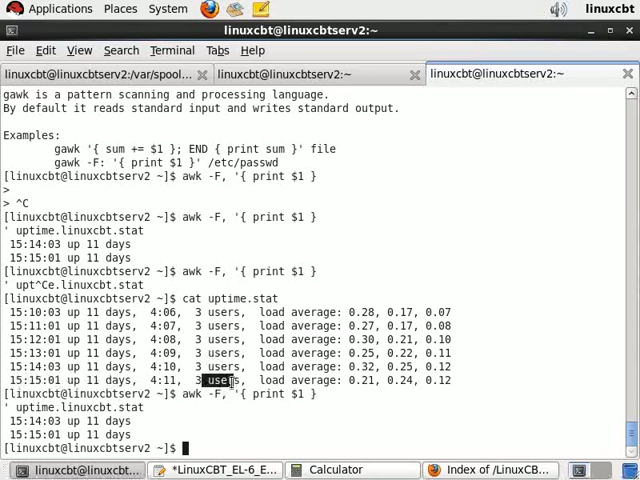 Applications Places System linuxcbt
linuxcbt@linuxcbtserv2:~
File Edit View Search Terminal Tabs Help
linuxcbt@linuxcbtserv2:/var/spool... linuxcbt@linuxcbtserv2:~ linuxcbt@linuxcbtserv2:~
gawk is a pattern scanning and processing language.
By default it reads standard input and writes standard output.
Examples:
gawk '{ sum += $1 }; END { print sum }' file
gawk -F: '{ print $1 }' /etc/passwd
[linuxcbt@linuxcbtserv2 ~]$ awk -F, '{ print $1 }
>
> ^C
[linuxcbt@linuxcbtserv2 ~]$ awk -F, '{ print $1 }
' uptime.linuxcbt.stat
15:14:03 up 11 days
15:15:01 up 11 days
[linuxcbt@linuxcbtserv2 ~]$ awk -F, '{ print $1 }
' upt^Ce.linuxcbt.stat
[linuxcbt@linuxcbtserv2 ~]$ cat uptime.stat
15:10:03 up 11 days, 4:06, 3 users, load average: 0.28, 0.17, 0.07
15:11:01 up 11 days, 4:07, 3 users, load average: 0.27, 0.17, 0.08
15:12:01 up 11 days, 4:08, 3 users, load average: 0.30, 0.21, 0.10
15:13:01 up 11 days, 4:09, 3 users, load average: 0.25, 0.22, 0.11
15:14:03 up 11 days, 4:10, 3 users, load average: 0.32, 0.25, 0.12
15:15:01 up 11 days, 4:11, 3 users, load average: 0.21, 0.24, 0.12
[linuxcbt@linuxcbtserv2 ~]$ awk -F, '{ print $1 }
' uptime.linuxcbt.stat
15:14:03 up 11 days
15:15:01 up 11 days
[linuxcbt@linuxcbtserv2 ~]$
linuxcbt@linuxcbt... *LinuxCBT_EL-6_E... Calculator Index of /LinuxCB...